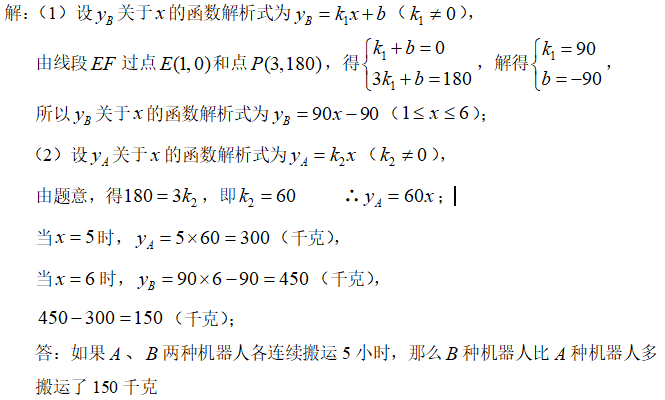 解:(1)设 $y_B$ 关于 $x$ 的函数解析式为 $y_B = k_1x + b$($k_1 \neq 0$),
由线段 $EF$ 过点 $E(1,0)$ 和点 $P(3,180)$,得 $\begin{cases} k_1 + b = 0 \\ 3k_1 + b = 180 \end{cases}$,解得 $\begin{cases} k_1 = 90 \\ b = -90 \end{cases}$,
所以 $y_B$ 关于 $x$ 的函数解析式为 $y_B = 90x - 90$($1 \leq x \leq 6$);
(2)设 $y_A$ 关于 $x$ 的函数解析式为 $y_A = k_2x$($k_2 \neq 0$),
由题意,得 $180 = 3k_2$,即 $k_2 = 60$ ∴ $y_A = 60x$;
当 $x = 5$ 时,$y_A = 5 \times 60 = 300$(千克),
当 $x = 6$ 时,$y_B = 90 \times 6 - 90 = 450$(千克),
$450 - 300 = 150$(千克);
答:如果 $A$、$B$ 两种机器人各连续搬运 5 小时,那么 $B$ 种机器人比 $A$ 种机器人多
搬运了 150 千克